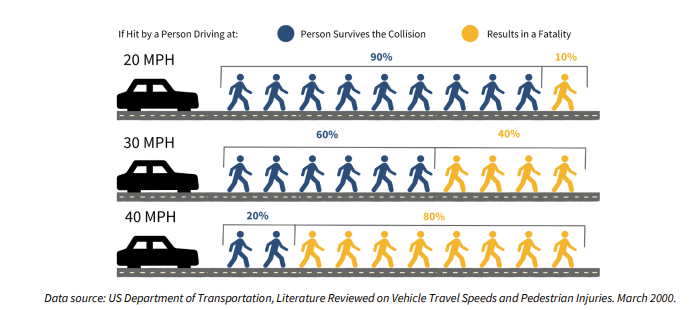 If Hit by a Person Driving at: Person Survives the Collision Results in a Fatality
20 MPH 90% 10%
30 MPH 60% 40%
40 MPH 20% 80%
Data source: US Department of Transportation, Literature Reviewed on Vehicle Travel Speeds and Pedestrian Injuries. March 2000.